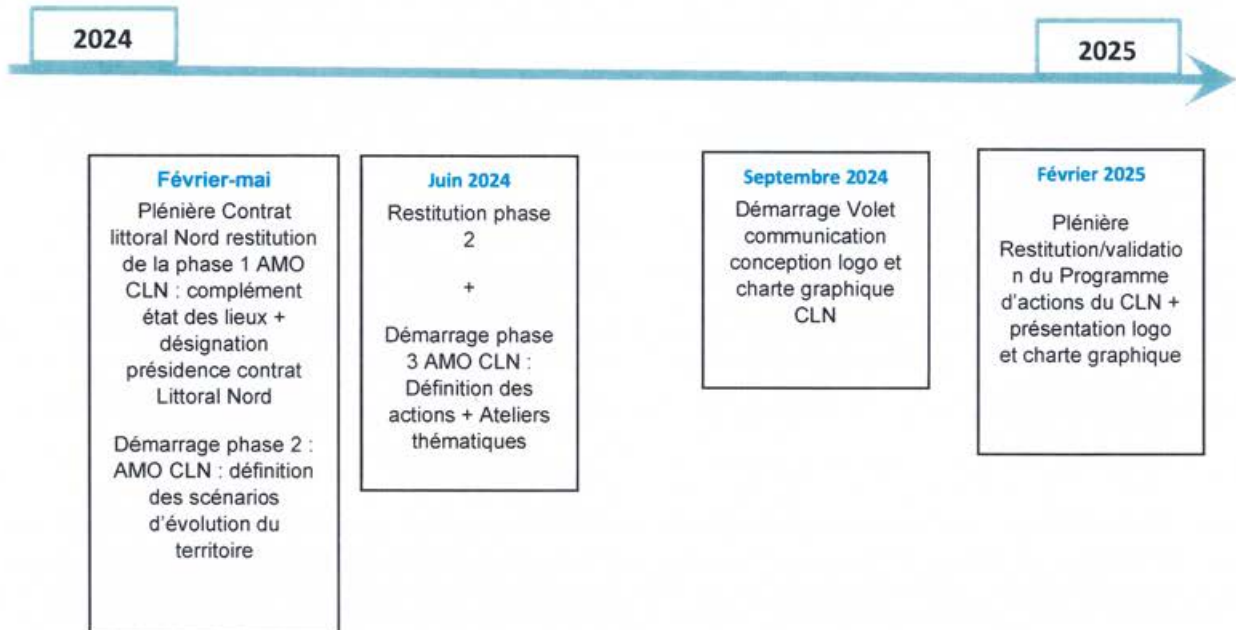 2024
2025
Février-mai
Plénière Contrat
littoral Nord restitution
de la phase 1 AMO
CLN : complément
état des lieux +
désignation
présidence contrat
Littoral Nord
Démarrage phase 2 :
AMO CLN : définition
des scénarios
d'évolution du
territoire
Juin 2024
Restitution phase
2
+
Démarrage phase
3 AMO CLN :
Définition des
actions + Ateliers
thématiques
Septembre 2024
Démarrage Volet
communication
conception logo et
charte graphique
CLN
Février 2025
Plénière
Restitution/validatio
n du Programme
d'actions du CLN +
présentation logo
et charte graphique